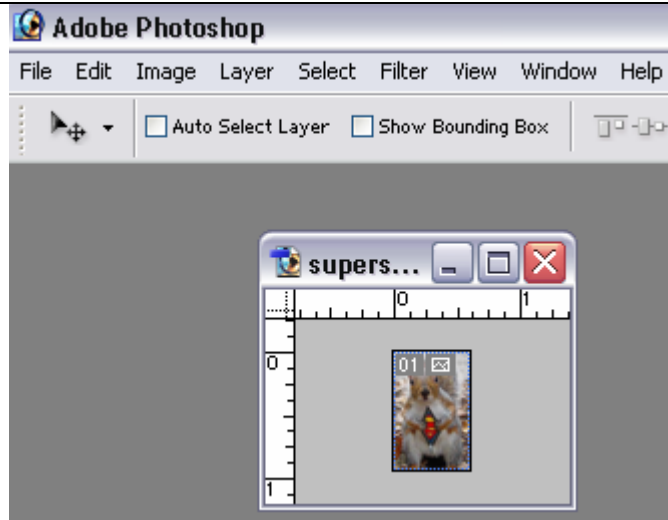 Adobe Photoshop
File Edit Image Layer Select Filter View Window Help
Auto Select Layer Show Bounding Box
supers...
0 1
0
01
1